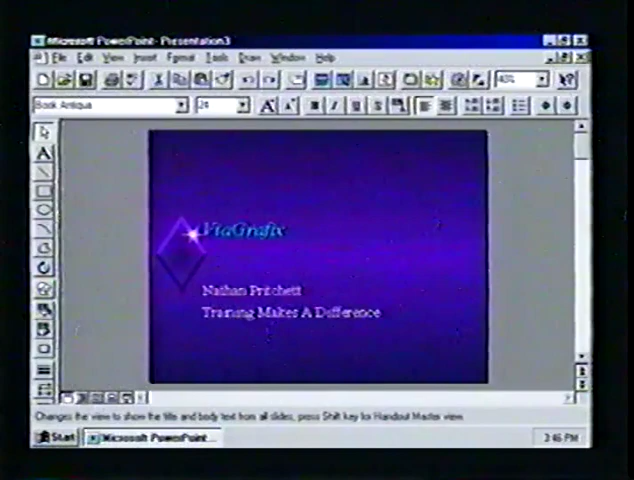 Microsoft PowerPoint - Presentation3
File Edit View Insert Format Tools Draw Window Help
40%
Book Antiqua 24
ViaGrafix
Nathan Pritchett
Training Makes A Difference
Changes the view to show the title and body text from all slides, press Shift key for Handout Master view
Start Microsoft PowerPoint... 3:46 PM